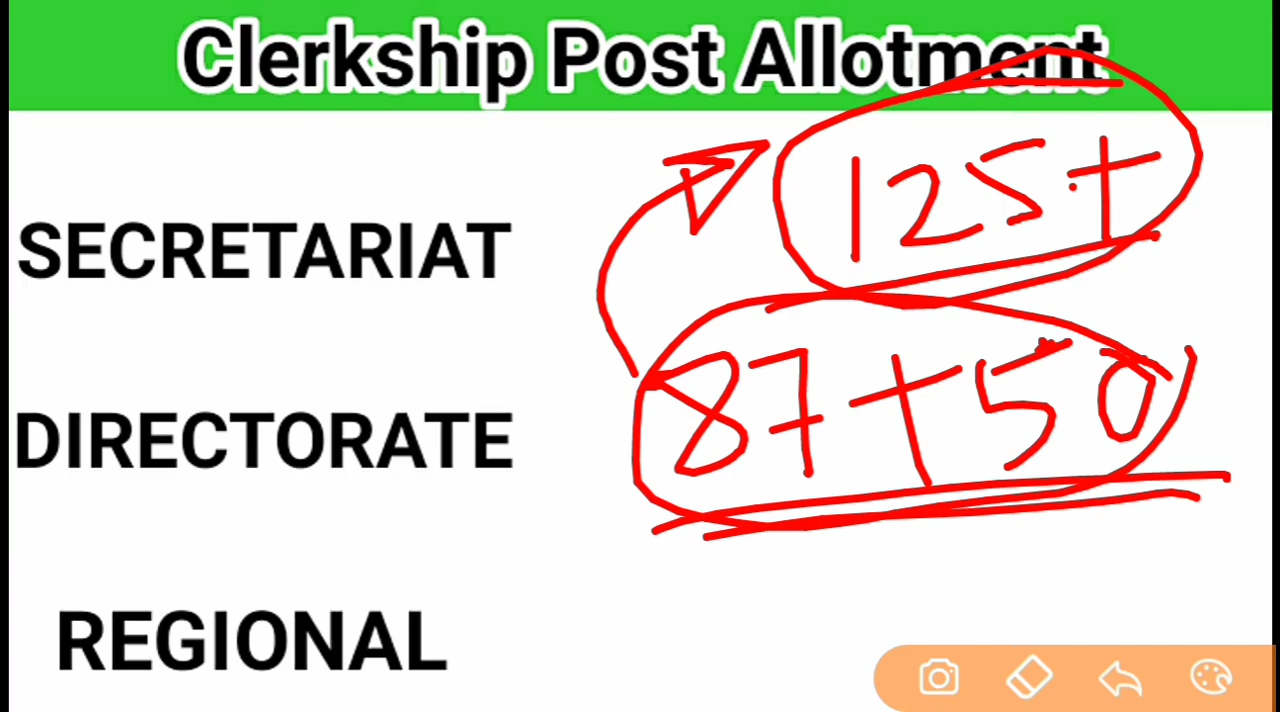 Clerkship Post Allotment
125+
SECRETARIAT
87+50
DIRECTORATE
REGIONAL